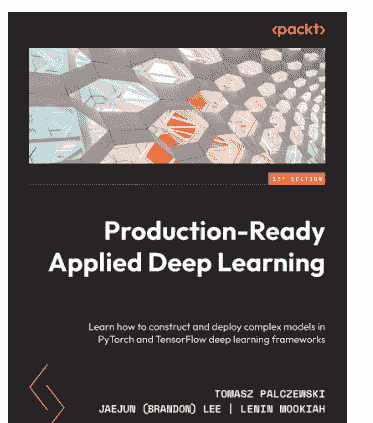 <packt>
1ST EDITION
Production-Ready
Applied Deep Learning
Learn how to construct and deploy complex models in
PyTorch and TensorFlow deep learning frameworks
TOMASZ PALCZEWSKI
JAEJUN (BRANDON) LEE | LENIN MOOKIAH